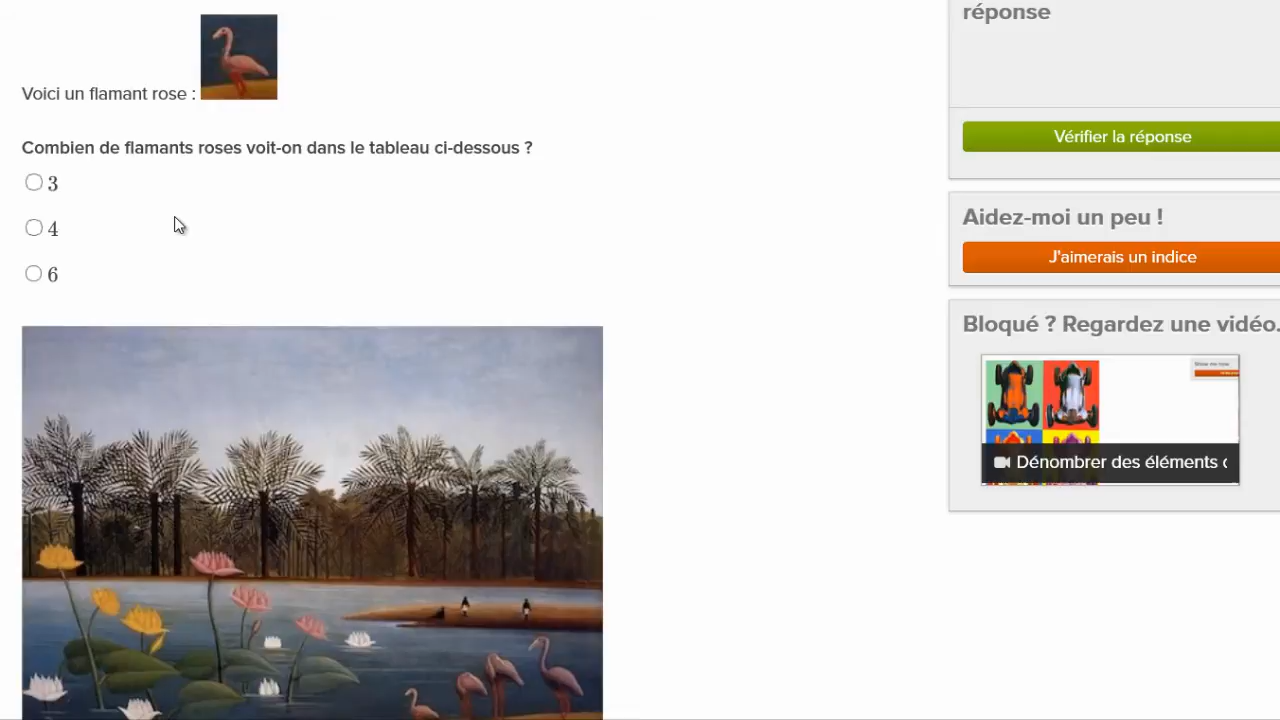 réponse
Voici un flamant rose :
Vérifier la réponse
Combien de flamants roses voit-on dans le tableau ci-dessous ?
3
4
6
Aidez-moi un peu !
J'aimerais un indice
Bloqué ? Regardez une vidéo.
Dénombrer des éléments